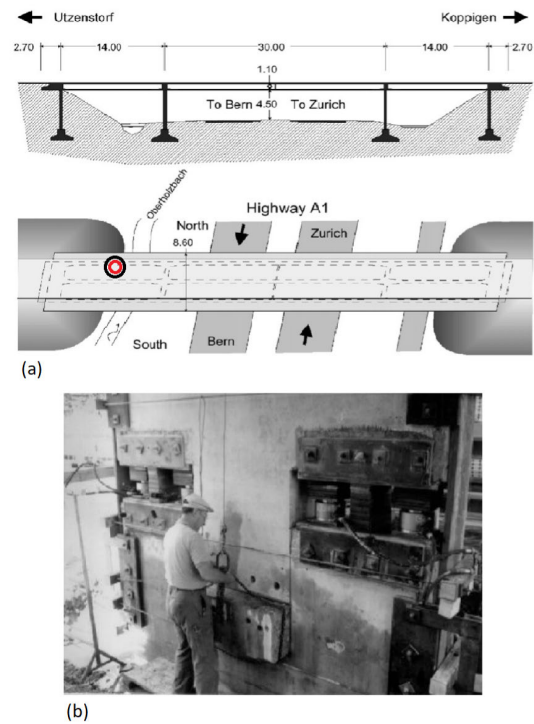 Utzenstorf Koppigen
2.70 14.00 30.00 14.00 2.70
1.10
To Bern 4.50 To Zurich
Oberholzbach
Highway A1
North Zurich
8.60
South Bern
(a)
(b)